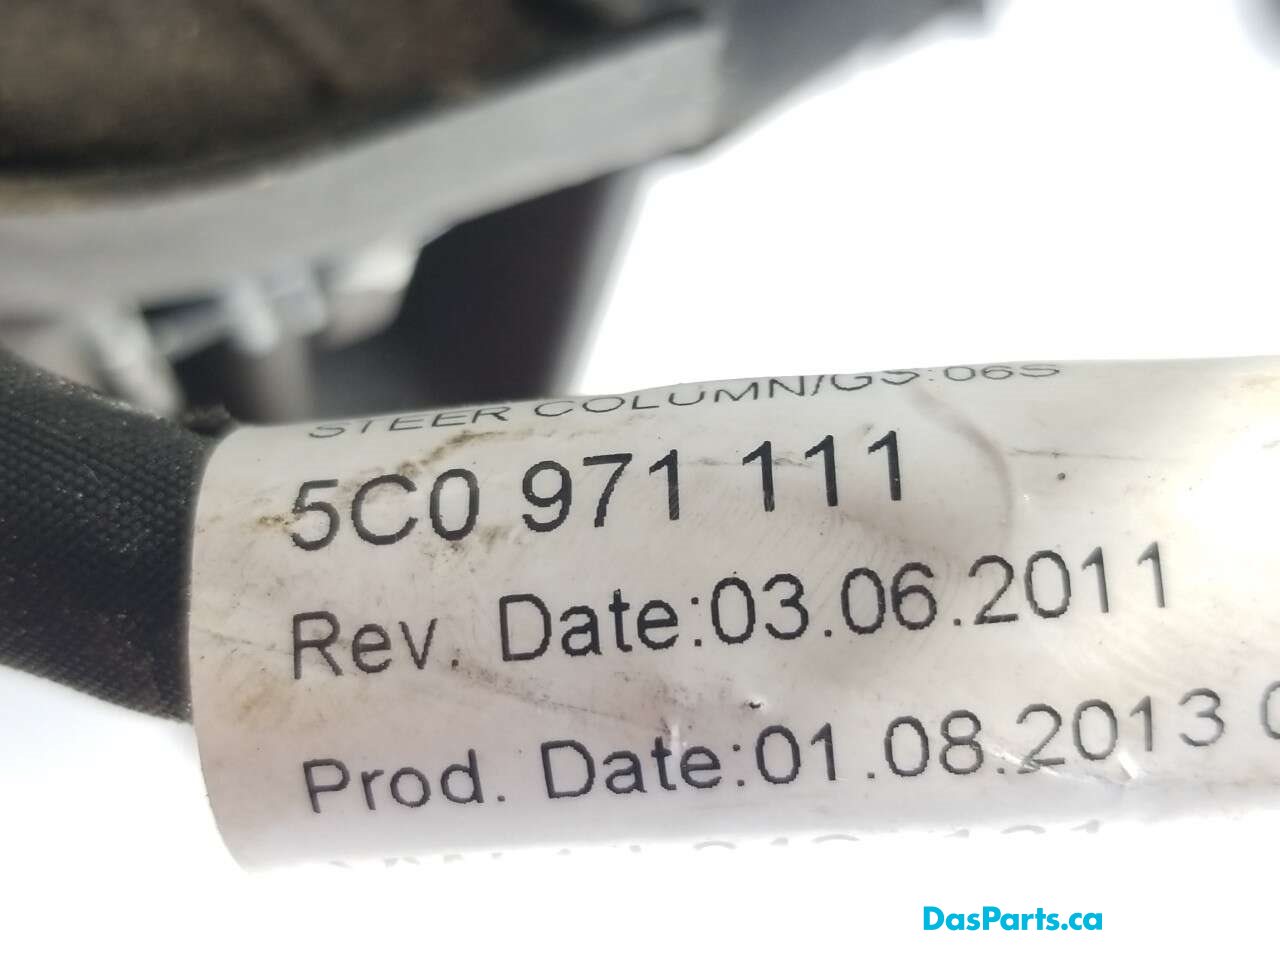 STEER COLUMN/GS:06S
5C0 971 111
Rev. Date:03.06.2011
Prod. Date:01.08.2013
DasParts.ca